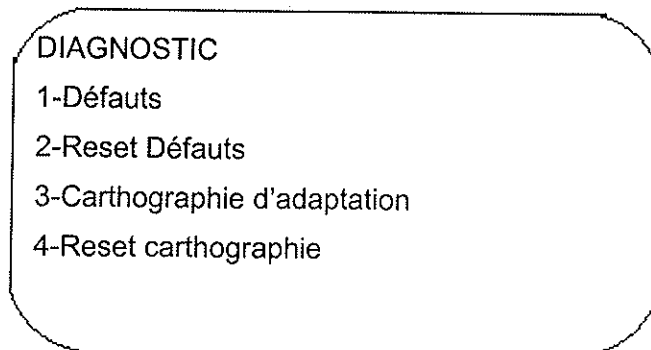 DIAGNOSTIC
1-Défauts
2-Reset Défauts
3-Carthographie d'adaptation
4-Reset carthographie